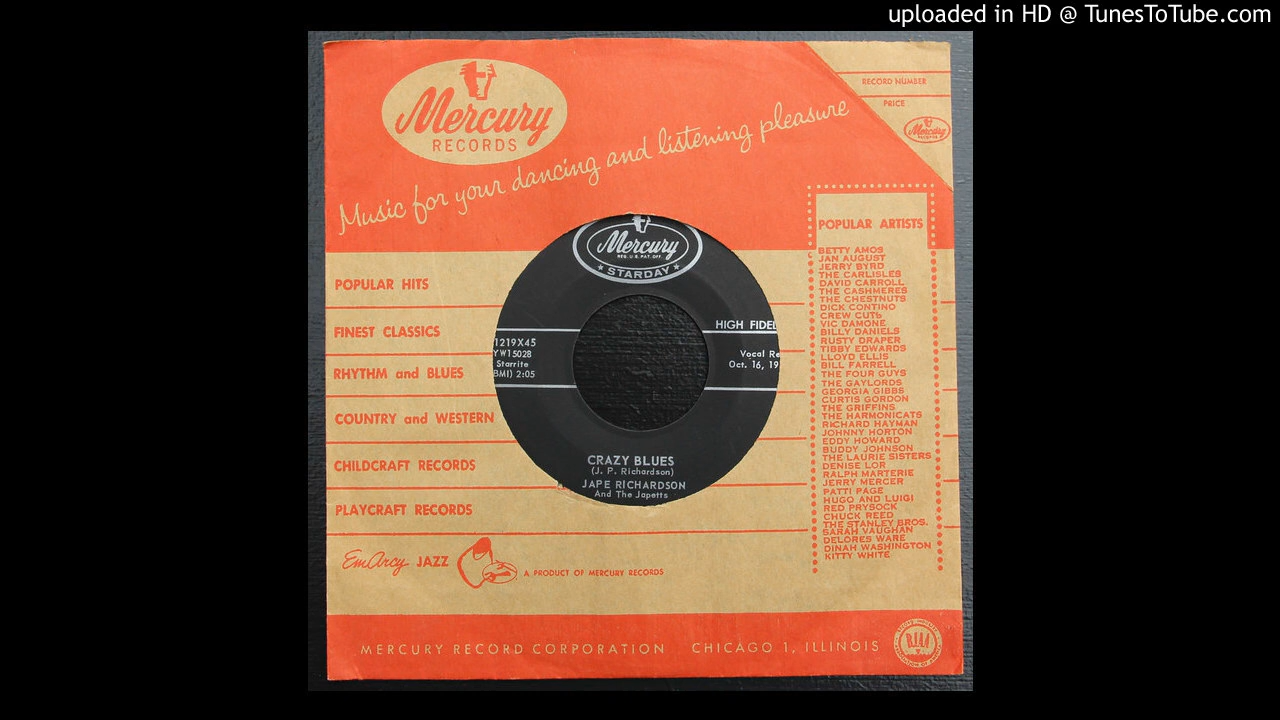 uploaded in HD @ TunesToTube.com
Mercury
RECORDS
Music for your dancing and listening pleasure
RECORD NUMBER
PRICE
Mercury
RECORDS
POPULAR HITS
FINEST CLASSICS
RHYTHM and BLUES
COUNTRY and WESTERN
CHILDCRAFT RECORDS
PLAYCRAFT RECORDS
EmArcy JAZZ
A PRODUCT OF MERCURY RECORDS
Mercury
REG. U.S. PAT. OFF.
★ STARDAY ★
HIGH FIDEL
1219X45
YW15028
Starrite
BMI) 2:05
Vocal Re
Oct. 16, 19
CRAZY BLUES
(J. P. Richardson)
JAPE RICHARDSON
And The Japetts
POPULAR ARTISTS
BETTY AMOS
JAN AUGUST
JERRY BYRD
THE CARLISLES
DAVID CARROLL
THE CASHMERES
THE CHESTNUTS
DICK CONTINO
CREW CUTS
VIC DAMONE
BILLY DANIELS
RUSTY DRAPER
TIBBY EDWARDS
LLOYD ELLIS
BILL FARRELL
THE FOUR GUYS
THE GAYLORDS
GEORGIA GIBBS
CURTIS GORDON
THE GRIFFINS
THE HARMONICATS
RICHARD HAYMAN
JOHNNY HORTON
EDDY HOWARD
BUDDY JOHNSON
THE LAURIE SISTERS
DENISE LOR
RALPH MARTERIE
JERRY MERCER
PATTI PAGE
HUGO AND LUIGI
RED PRYSOCK
CHUCK REED
THE STANLEY BROS.
SARAH VAUGHAN
DELORES WARE
DINAH WASHINGTON
KITTY WHITE
MERCURY RECORD CORPORATION CHICAGO 1, ILLINOIS
RIAA